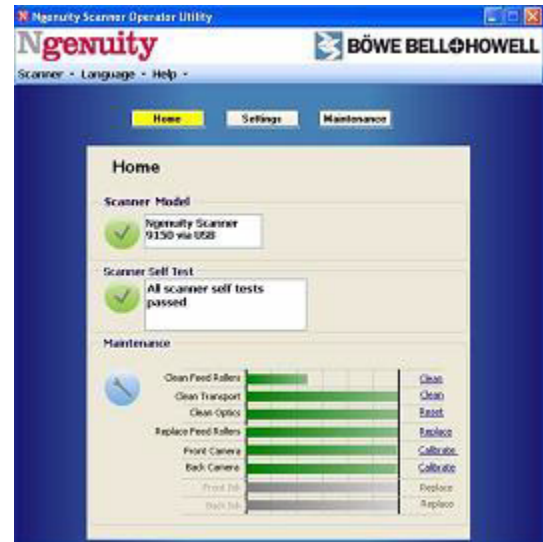 Ngenuity Scanner Operator Utility
Ngenuity
BÖWE BELL+HOWELL
Scanner - Language - Help -
Home Settings Maintenance
Home
Scanner Model
Ngenuity Scanner
9150 via USB
Scanner Self Test
All scanner self tests
passed
Maintenance
Clean Feed Rollers Clean
Clean Transport Clean
Clean Optics Reset
Replace Feed Rollers Replace
Front Camera Calibrate
Back Camera Calibrate
Front Ink Replace
Back Ink Replace